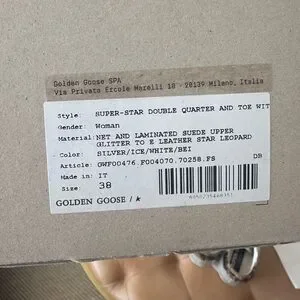 Golden Goose SPA
Via Privata Ercole Marelli 10 - 20139 Milano, Italia
Style: SUPER-STAR DOUBLE QUARTER AND TOE WIT
Gender: Woman
Material: NET AND LAMINATED SUEDE UPPER
GLITTER TO E LEATHER STAR LEOPARD
Color: SILVER/ICE/WHITE/BEI
Article: GWF00476.F004070.70258.FS DB
Made in IT
Size: 38
GOLDEN GOOSE /